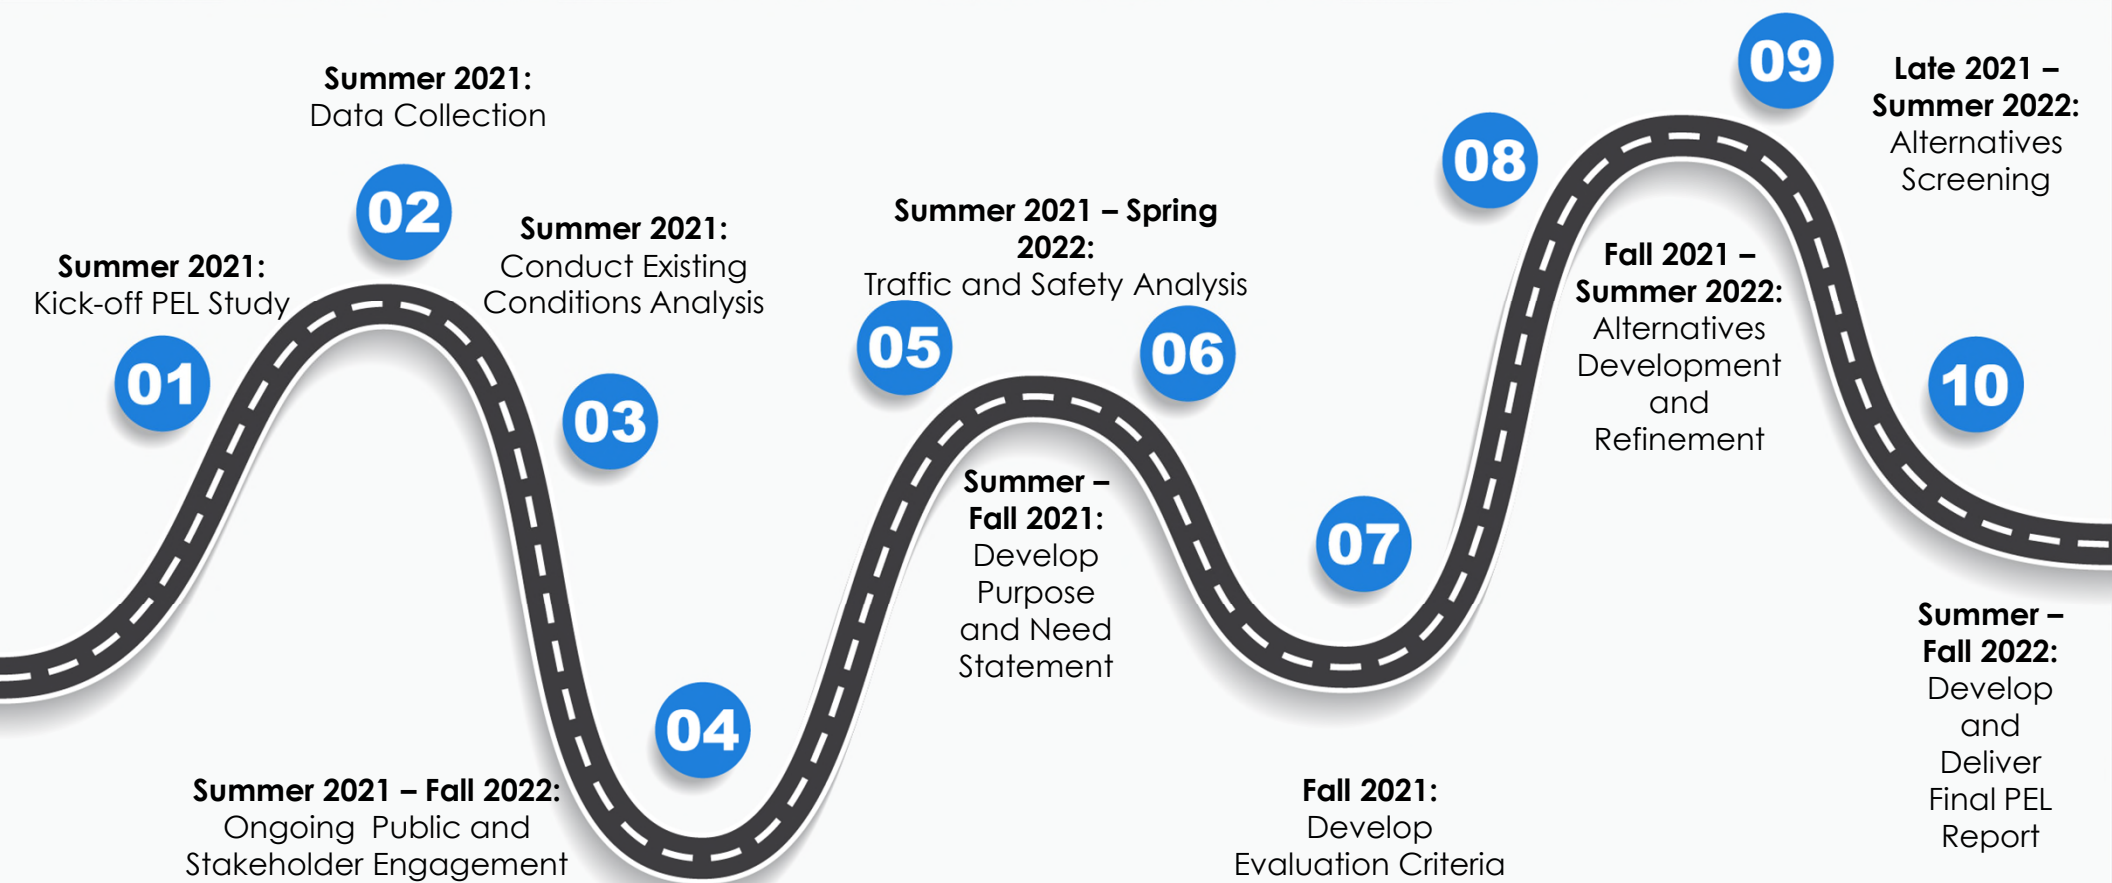 01
Summer 2021:
Kick-off PEL Study
02
Summer 2021:
Data Collection
03
Summer 2021:
Conduct Existing
Conditions Analysis
04
Summer 2021 – Fall 2022:
Ongoing  Public and
Stakeholder Engagement
05
Summer 2021 – Spring
2022:
Traffic and Safety Analysis
06
Summer –
Fall 2021:
Develop
Purpose
and Need
Statement
07
Fall 2021:
Develop
Evaluation Criteria
08
Fall 2021 –
Summer 2022:
Alternatives
Development
and
Refinement
09
Late 2021 –
Summer 2022:
Alternatives
Screening
10
Summer –
Fall 2022:
Develop
and
Deliver
Final PEL
Report